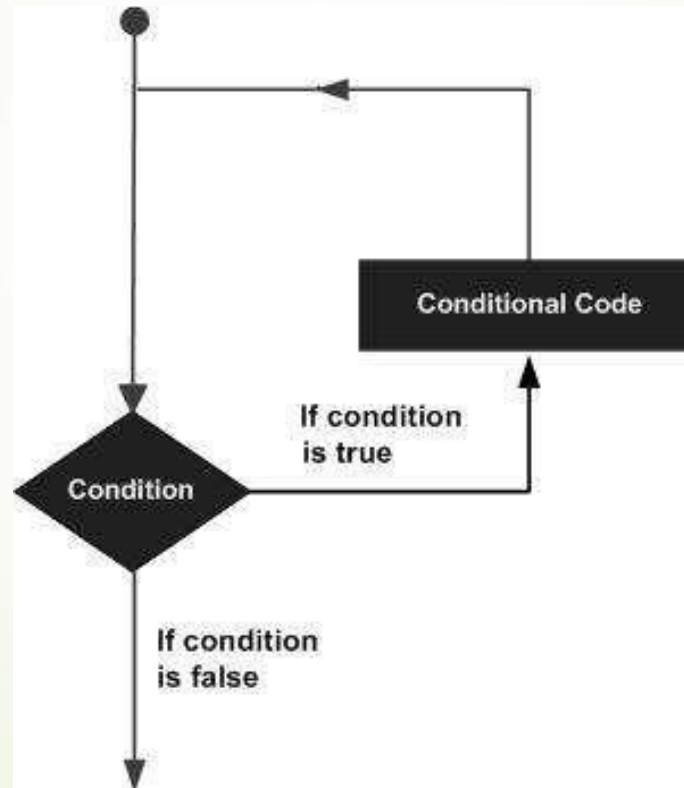 Conditional Code
If condition
is true
Condition
If condition
is false